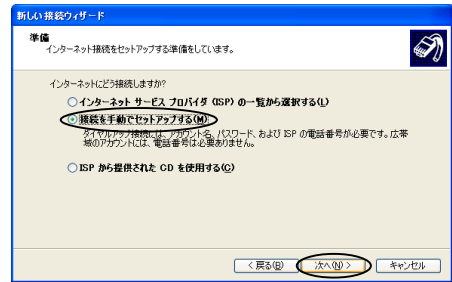 新しい接続ウィザード
準備
インターネット接続をセットアップする準備をしています。
インターネットにどう接続しますか?
インターネット サービス プロバイダ (ISP) の一覧から選択する(L)
接続を手動でセットアップする(M)
ダイヤルアップ接続には、アカウント名、パスワード、および ISP の電話番号が必要です。広帯
域のアカウントには、電話番号は必要ありません。
ISP から提供された CD を使用する(C)
< 戻る(B)
次へ(N) >
キャンセル